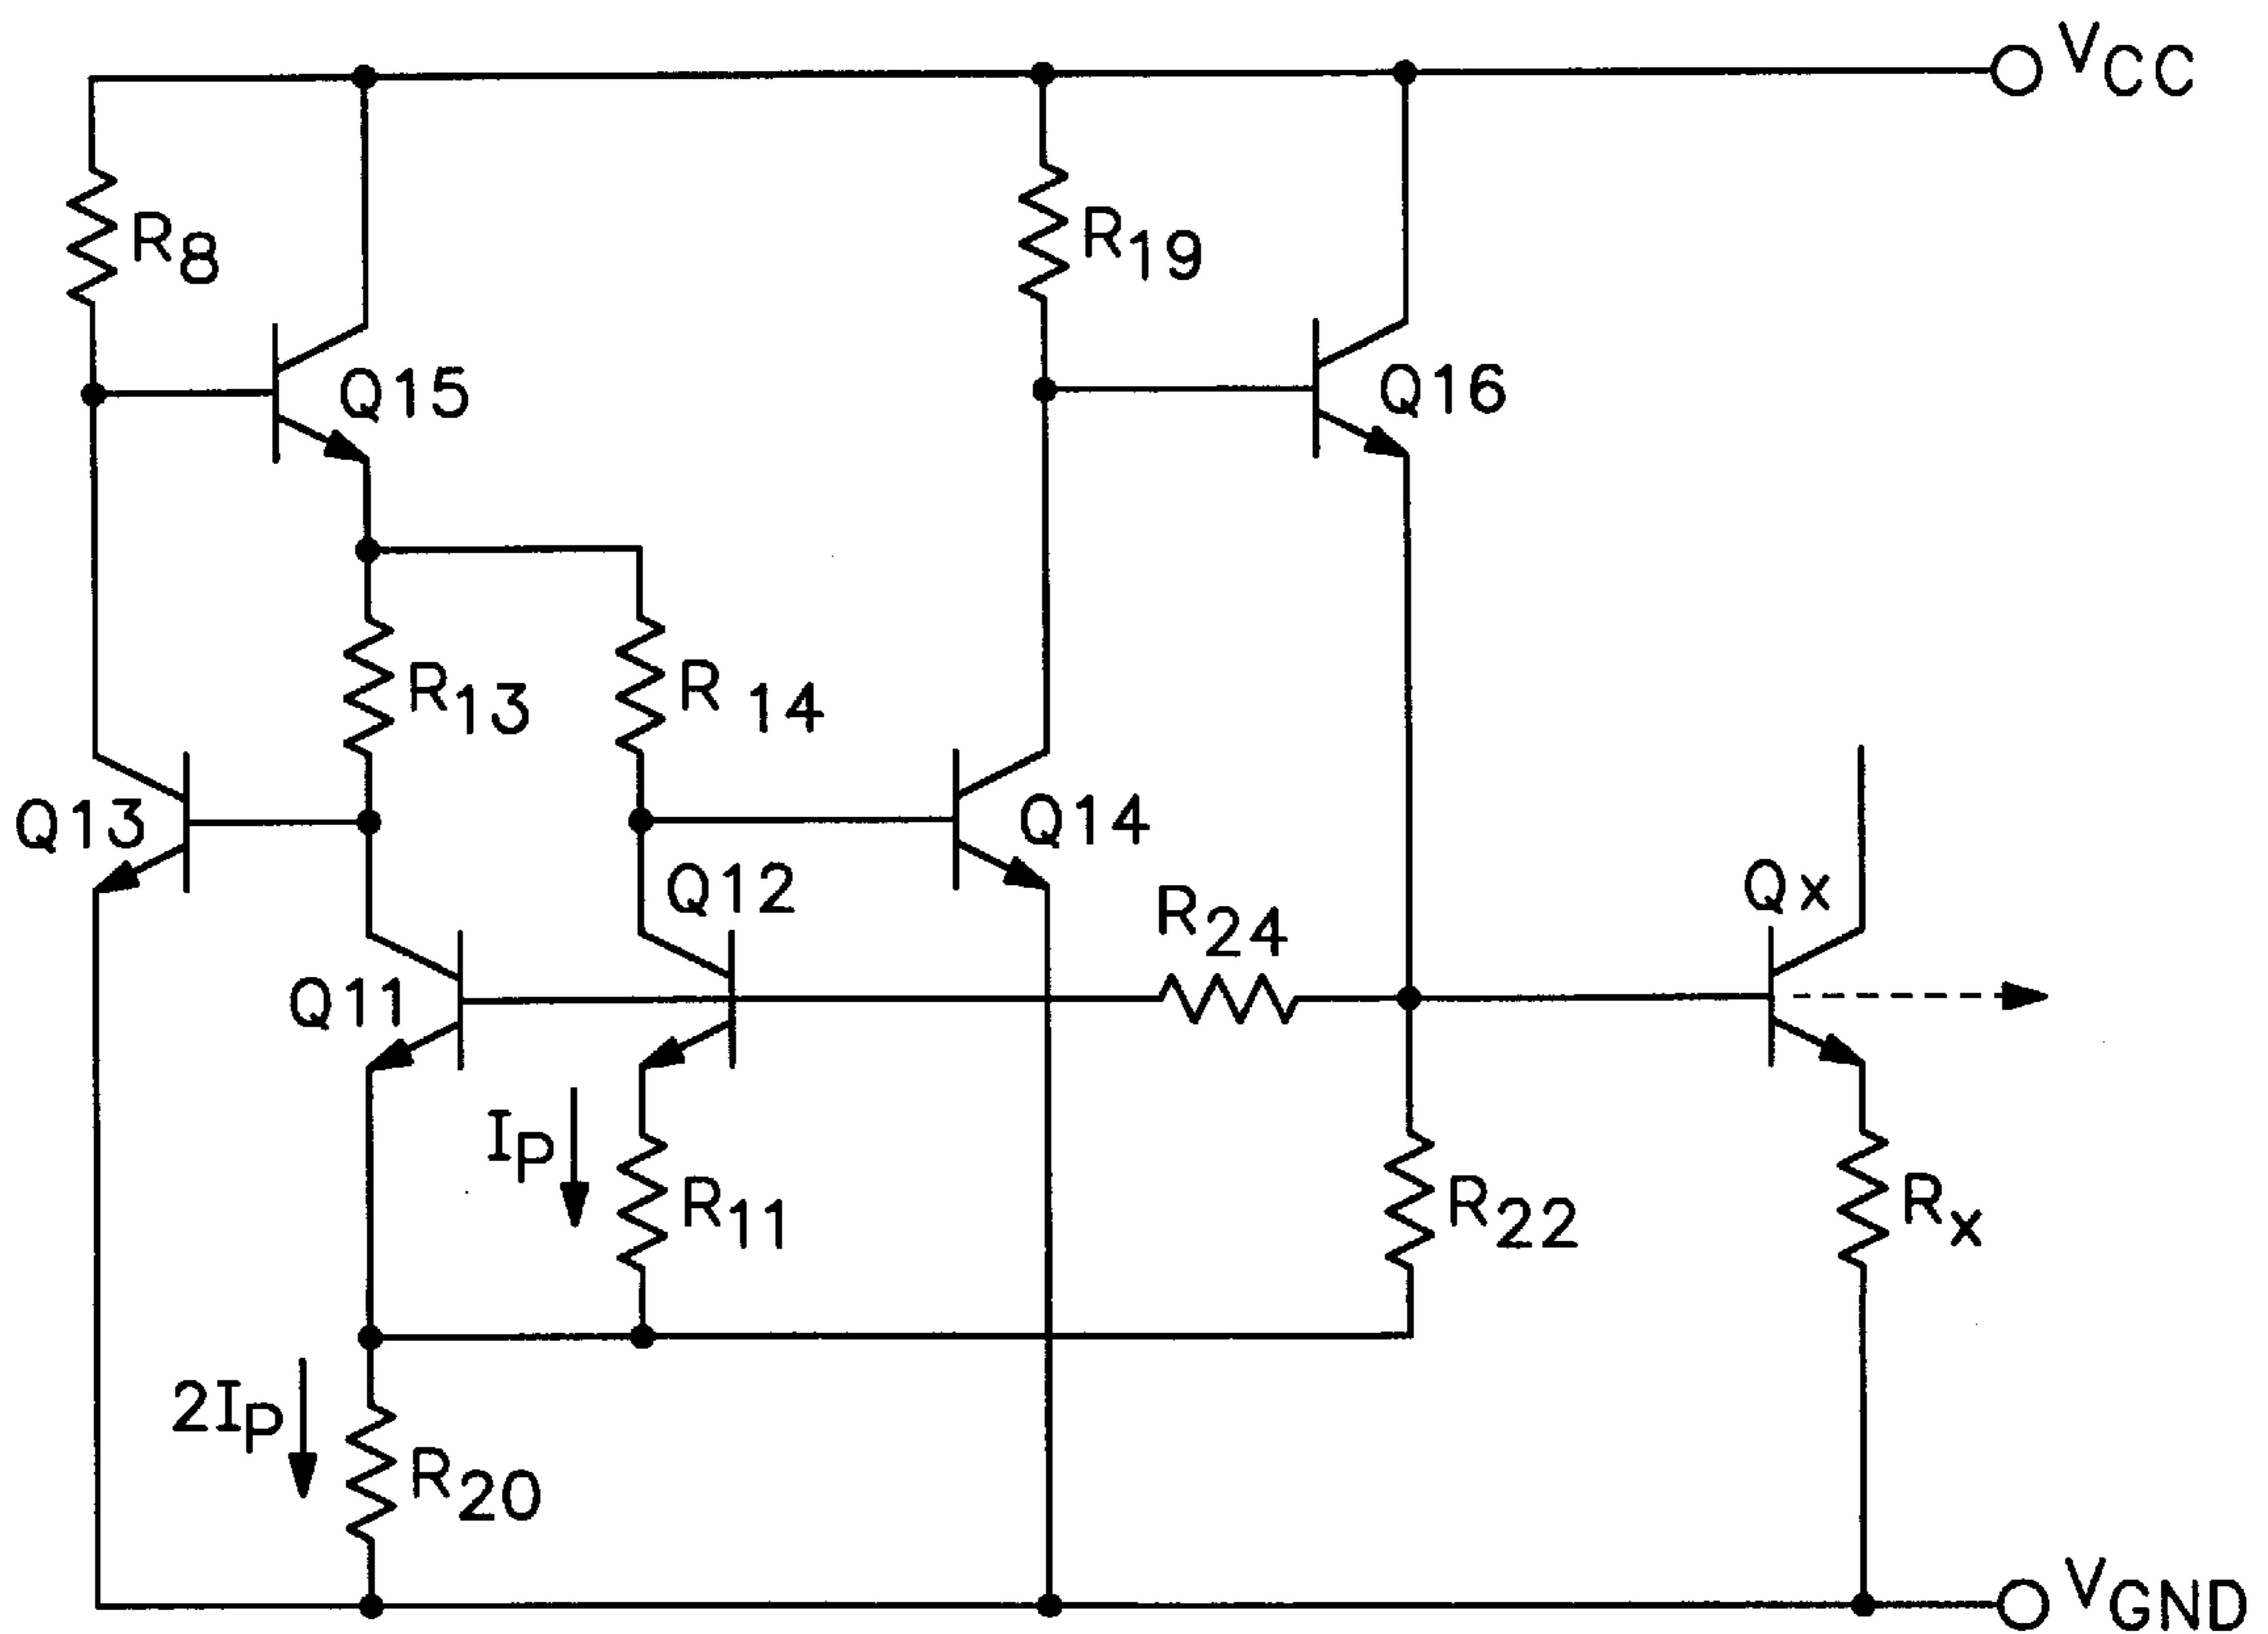 VCC
R8
R19
Q15
Q16
R13
R 14
Q13
Q14
Q12
Qx
R24
Q11
IP
R11
R22
Rx
2IP
R20
VGND